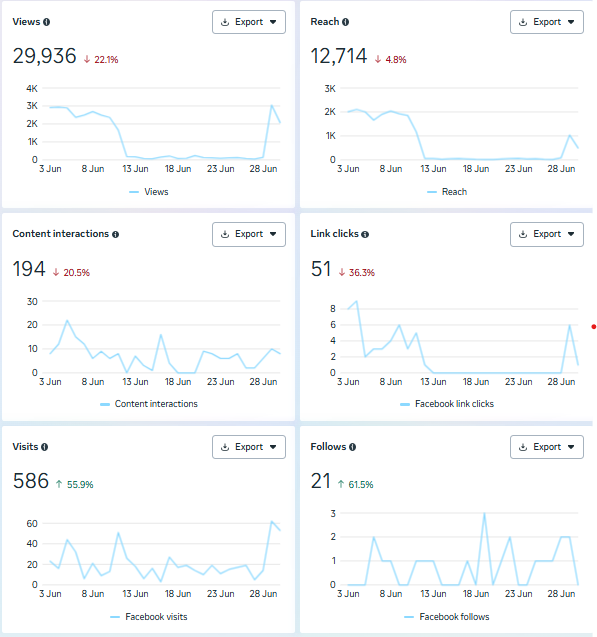 Views
Export
29,936 ↓ 22.1%
4K
3K
2K
1K
0
3 Jun 8 Jun 13 Jun 18 Jun 23 Jun 28 Jun
Views
Reach
Export
12,714 ↓ 4.8%
3K
2K
1K
0
3 Jun 8 Jun 13 Jun 18 Jun 23 Jun 28 Jun
Reach
Content interactions
Export
194 ↓ 20.5%
30
20
10
0
3 Jun 8 Jun 13 Jun 18 Jun 23 Jun 28 Jun
Content interactions
Link clicks
Export
51 ↓ 36.3%
8
6
4
2
0
3 Jun 8 Jun 13 Jun 18 Jun 23 Jun 28 Jun
Facebook link clicks
Visits
Export
586 ↑ 55.9%
60
40
20
0
3 Jun 8 Jun 13 Jun 18 Jun 23 Jun 28 Jun
Facebook visits
Follows
Export
21 ↑ 61.5%
3
2
1
0
3 Jun 8 Jun 13 Jun 18 Jun 23 Jun 28 Jun
Facebook follows